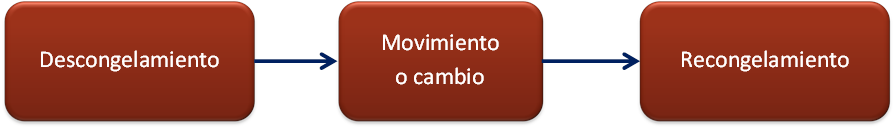 Descongelamiento
Movimiento
o cambio
Recongelamiento